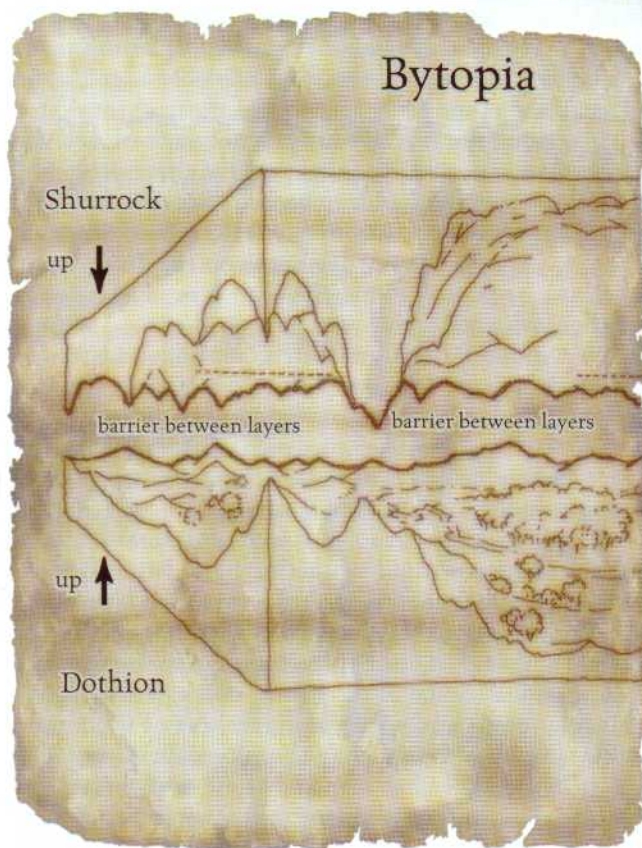 Bytopia
Shurrock
up
barrier between layers
barrier between layers
up
Dothion